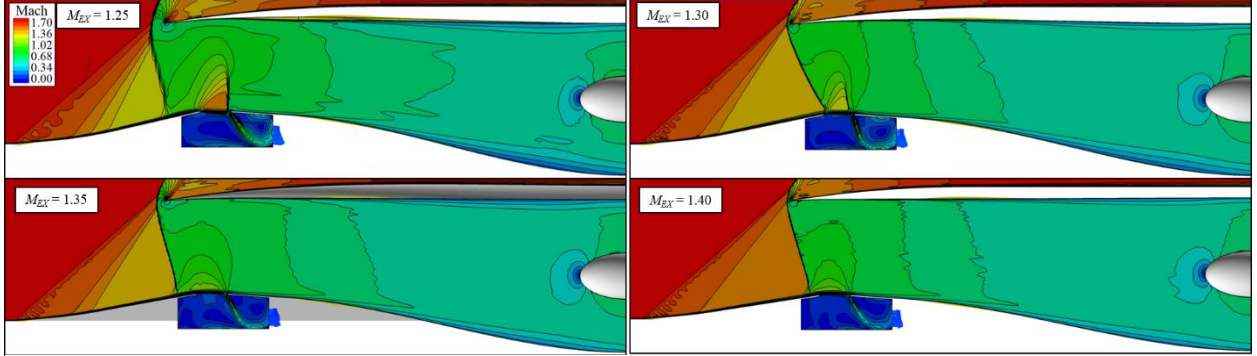 Mach
1.70
1.36
1.02
0.68
0.34
0.00
M_EX = 1.25
M_EX = 1.30
M_EX = 1.35
M_EX = 1.40